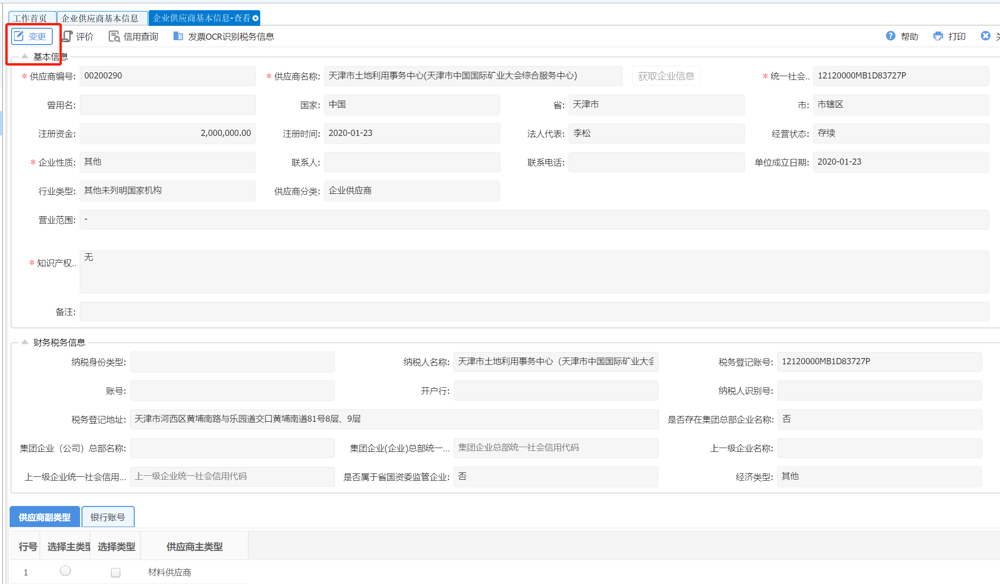 工作首页 企业供应商基本信息 企业供应商基本信息-查看
变更 评价 信用查询 发票OCR识别税务信息 帮助 打印
基本信息
* 供应商编号: 00200290 * 供应商名称: 天津市土地利用事务中心(天津市中国国际矿业大会综合服务中心) 获取企业信息 * 统一社会.. 12120000MB1D83727P
曾用名: 国家: 中国 省: 天津市 市: 市辖区
注册资金: 2,000,000.00 注册时间: 2020-01-23 法人代表: 李松 经营状态: 存续
* 企业性质: 其他 联系人: 联系电话: 单位成立日期: 2020-01-23
行业类型: 其他未列明国家机构 供应商分类: 企业供应商
营业范围: -
* 知识产权.. 无
备注:
财务税务信息
纳税身份类型: 纳税人名称: 天津市土地利用事务中心（天津市中国国际矿业大会 税务登记账号: 12120000MB1D83727P
账号: 开户行: 纳税人识别号:
税务登记地址: 天津市河西区黄埔南路与乐园道交口黄埔南道81号8层、9层 是否存在集团总部企业名称: 否
集团企业（公司）总部名称: 集团企业(企业)总部统一... 集团企业总部统一社会信用代码 上一级企业名称:
上一级企业统一社会信用... 上一级企业统一社会信用代码 是否属于省国资委监管企业: 否 经济类型: 其他
供应商副类型 银行账号
行号 选择主类型 选择类型 供应商主类型
1 材料供应商